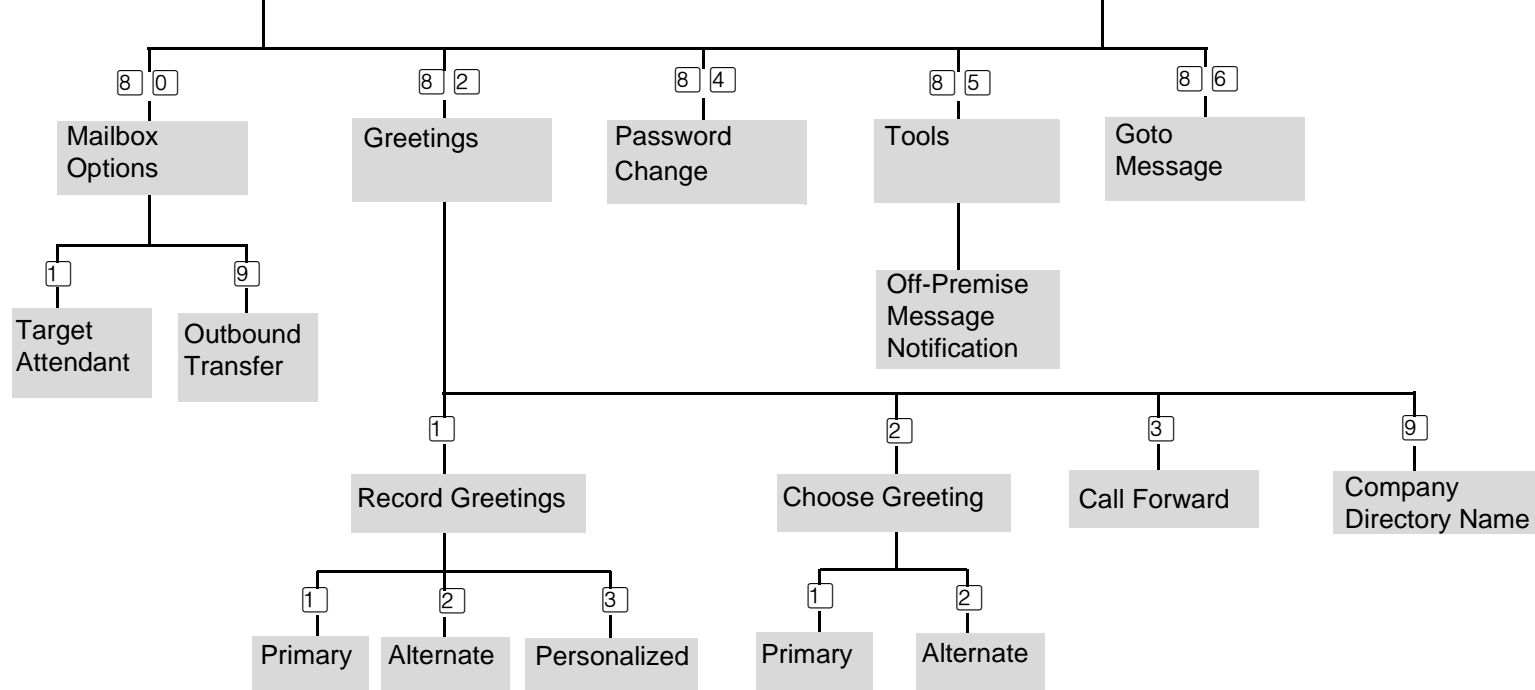 8 0
8 2
8 4
8 5
8 6
Mailbox
Options
Greetings
Password
Change
Tools
Goto
Message
1
9
Target
Attendant
Outbound
Transfer
Off-Premise
Message
Notification
1
2
3
9
Record Greetings
Choose Greeting
Call Forward
Company
Directory Name
1
2
3
1
2
Primary
Alternate
Personalized
Primary
Alternate